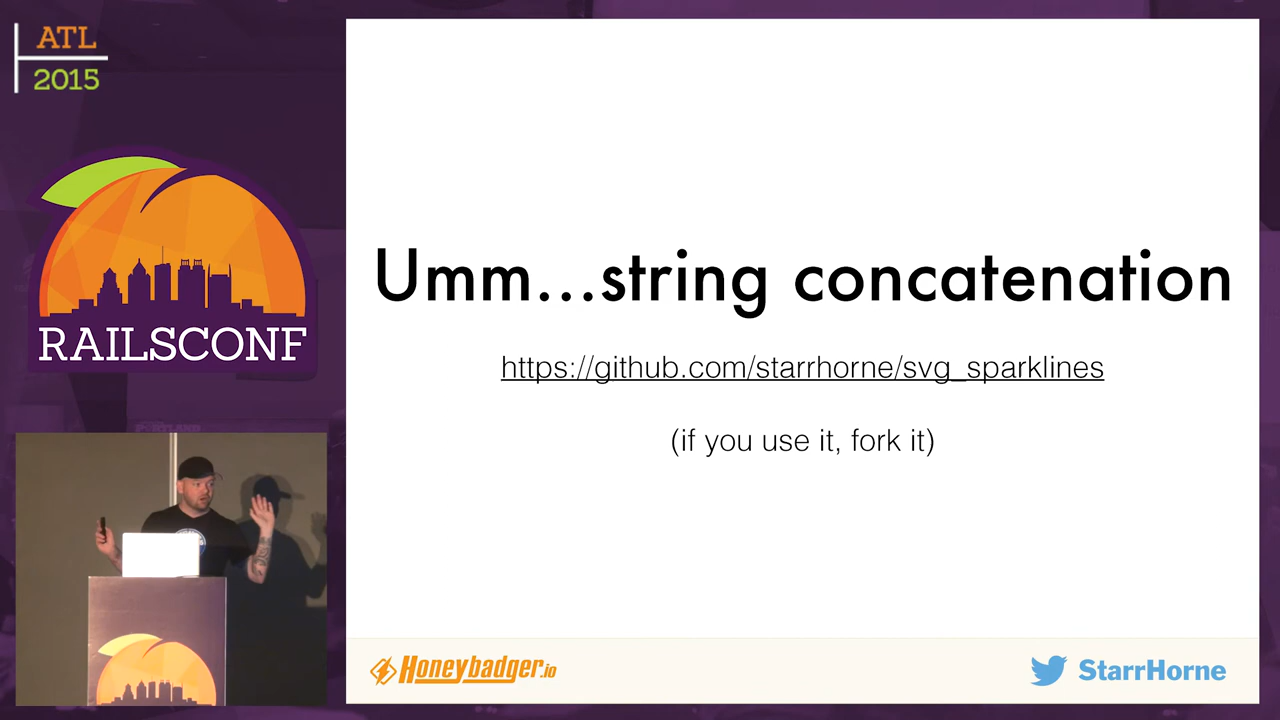 ATL
2015
RAILSCONF
Umm...string concatenation
https://github.com/starrhorne/svg_sparklines
(if you use it, fork it)
Honeybadger.io
StarrHorne